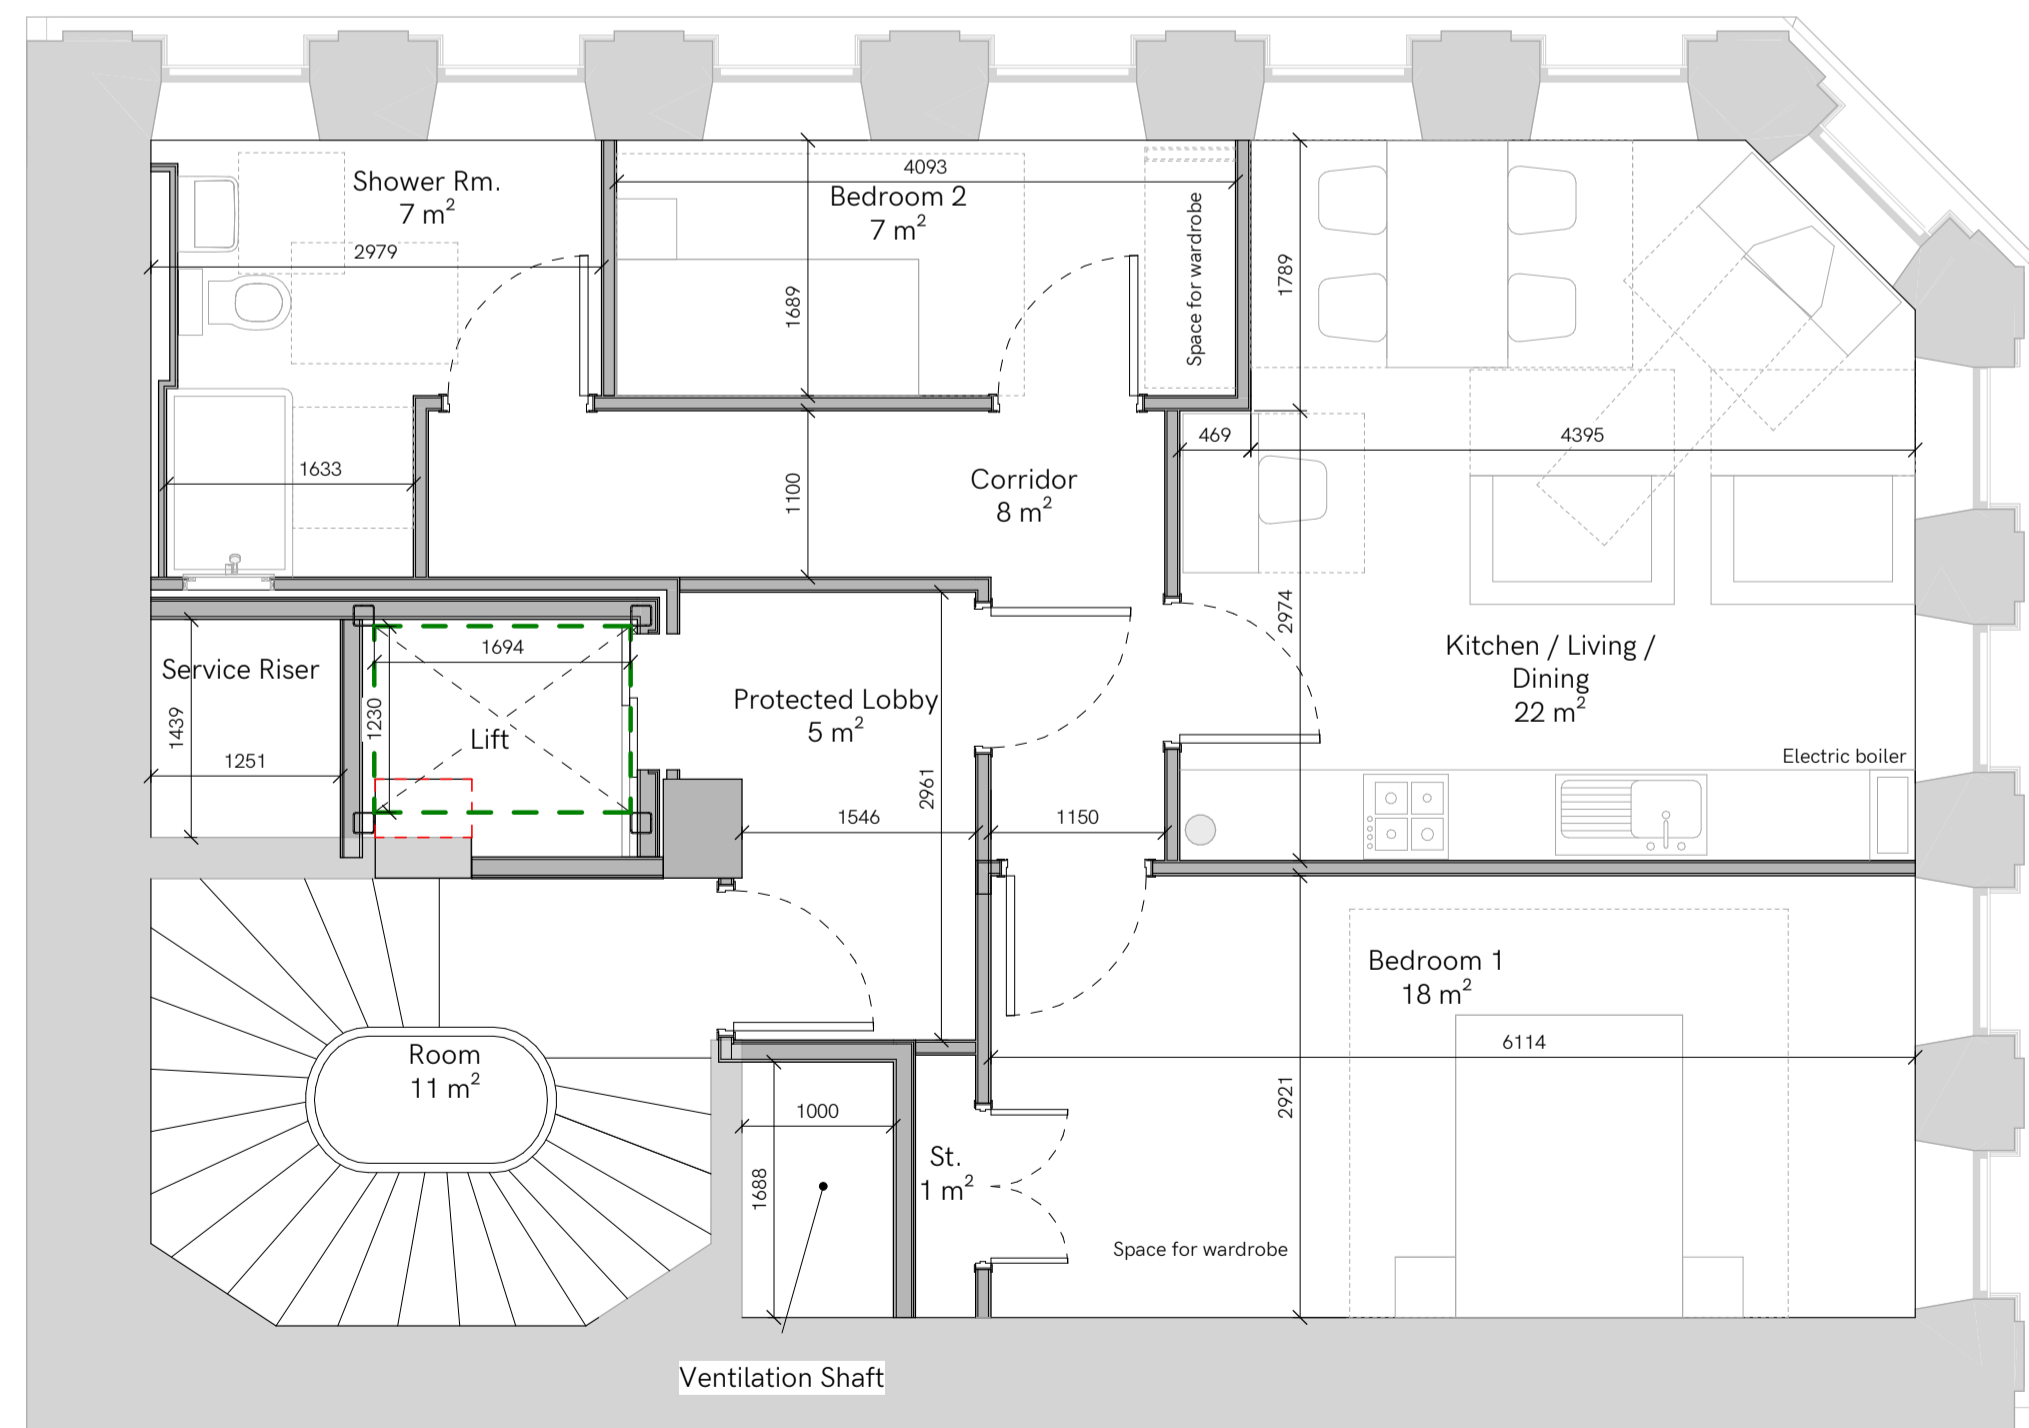 Shower Rm.
7 m²
2979
1633
4093
Bedroom 2
7 m²
1689
Space for wardrobe
1789
469
4395
Corridor
8 m²
1100
2974
Kitchen / Living /
Dining
22 m²
Electric boiler
Service Riser
1439
1251
1694
1230
Lift
Protected Lobby
5 m²
2961
1546
1150
Bedroom 1
18 m²
6114
2921
Room
11 m²
1000
1688
St.
1 m²
Space for wardrobe
Ventilation Shaft